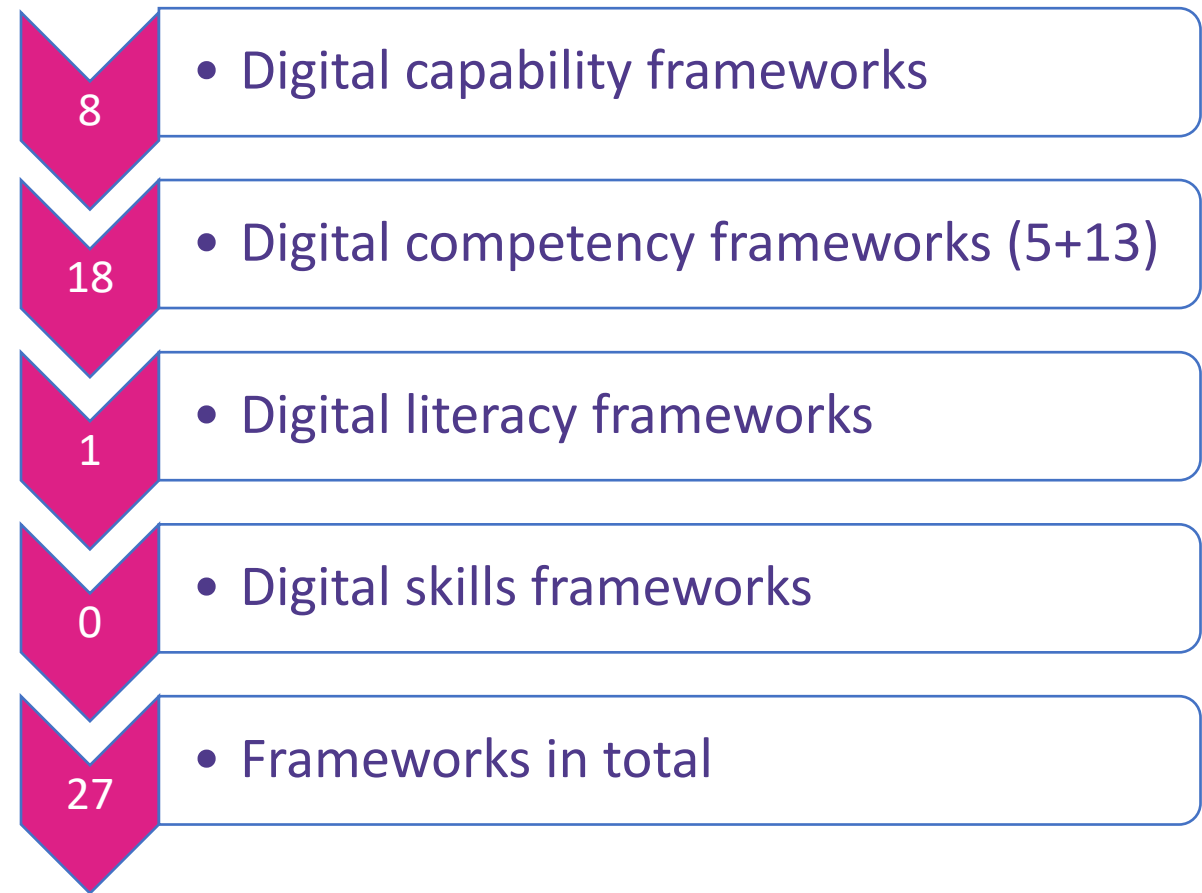 8
• Digital capability frameworks
18
• Digital competency frameworks (5+13)
1
• Digital literacy frameworks
0
• Digital skills frameworks
27
• Frameworks in total